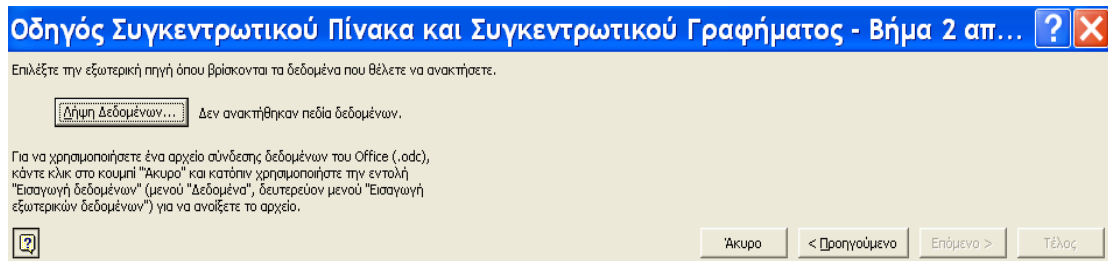 Οδηγός Συγκεντρωτικού Πίνακα και Συγκεντρωτικού Γραφήματος - Βήμα 2 απ...
Επιλέξτε την εξωτερική πηγή όπου βρίσκονται τα δεδομένα που θέλετε να ανακτήσετε.
Λήψη Δεδομένων... Δεν ανακτήθηκαν πεδία δεδομένων.
Για να χρησιμοποιήσετε ένα αρχείο σύνδεσης δεδομένων του Office (.odc),
κάντε κλικ στο κουμπί "Άκυρο" και κατόπιν χρησιμοποιήστε την εντολή
"Εισαγωγή δεδομένων" (μενού "Δεδομένα", δευτερεύον μενού "Εισαγωγή
εξωτερικών δεδομένων") για να ανοίξετε το αρχείο.
Άκυρο < Προηγούμενο Επόμενο > Τέλος